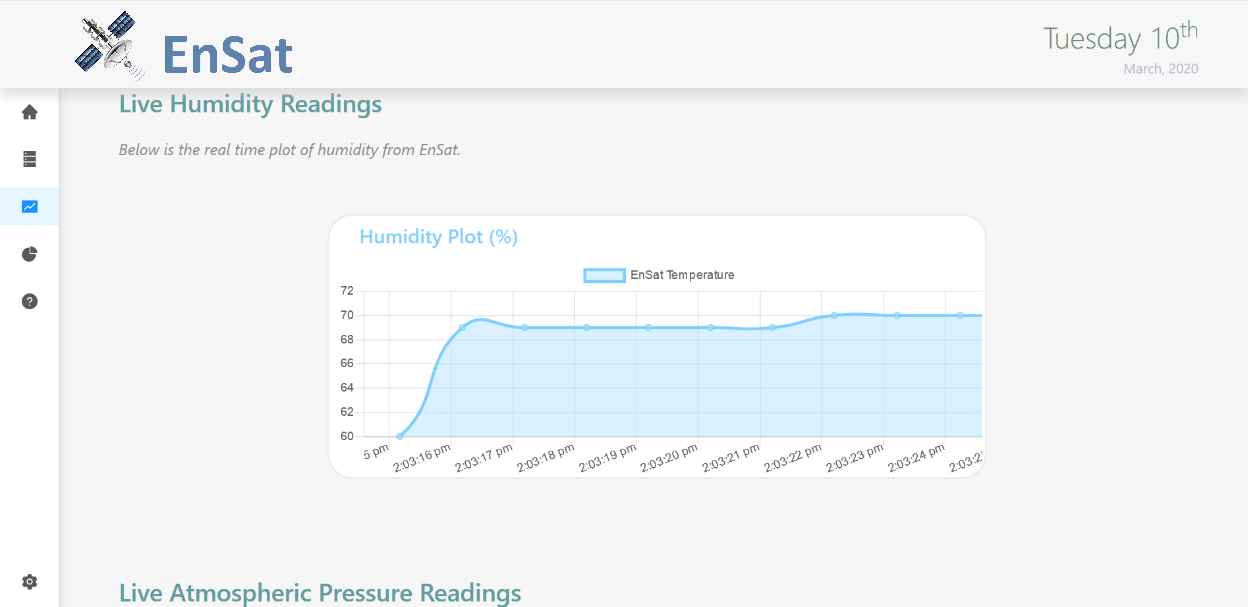 EnSat
Tuesday 10th
March, 2020
Live Humidity Readings
Below is the real time plot of humidity from EnSat.
Humidity Plot (%)
EnSat Temperature
72
70
68
66
64
62
60
5 pm
2:03:16 pm
2:03:17 pm
2:03:18 pm
2:03:19 pm
2:03:20 pm
2:03:21 pm
2:03:22 pm
2:03:23 pm
2:03:24 pm
2:03:2
Live Atmospheric Pressure Readings